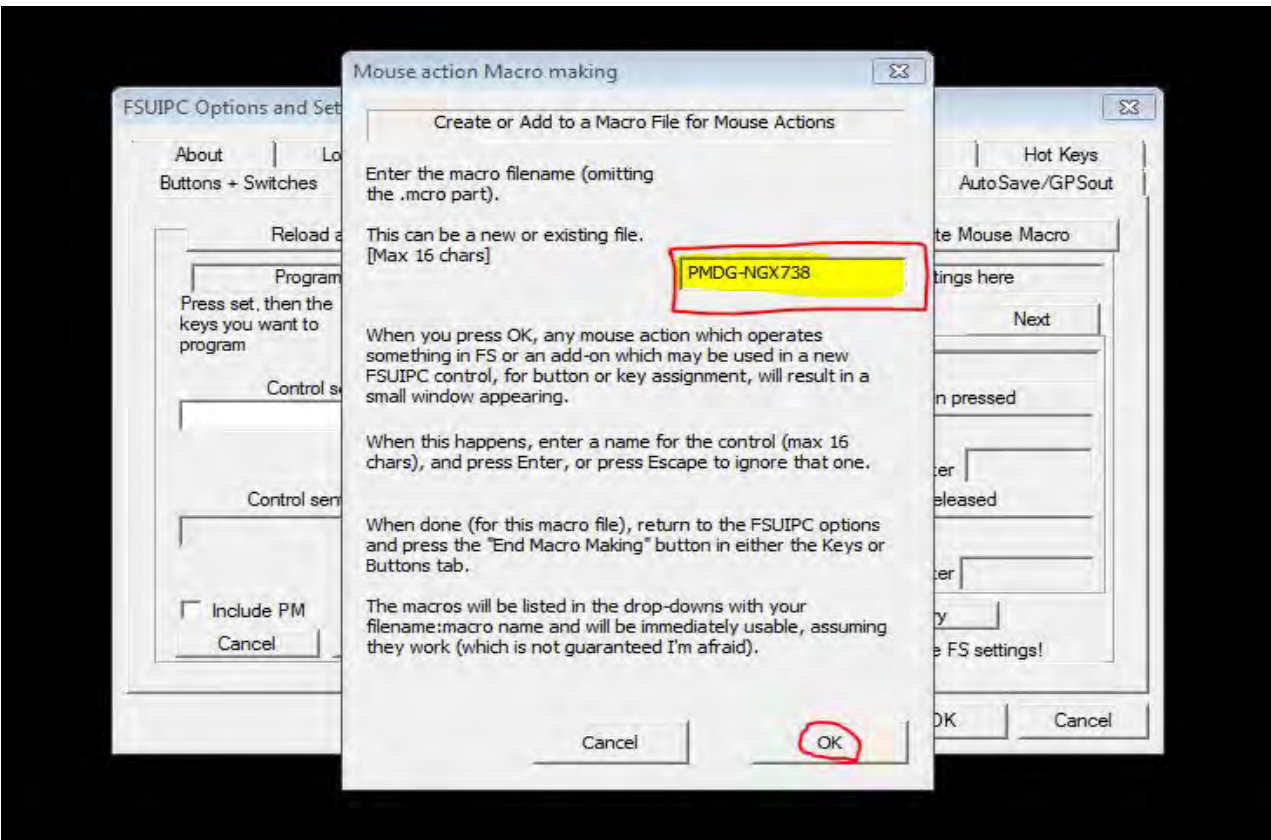 Mouse action Macro making
Create or Add to a Macro File for Mouse Actions
Enter the macro filename (omitting
the .mcro part).
This can be a new or existing file.
[Max 16 chars]
PMDG-NGX738
When you press OK, any mouse action which operates
something in FS or an add-on which may be used in a new
FSUIPC control, for button or key assignment, will result in a
small window appearing.
When this happens, enter a name for the control (max 16
chars), and press Enter, or press Escape to ignore that one.
When done (for this macro file), return to the FSUIPC options
and press the "End Macro Making" button in either the Keys or
Buttons tab.
The macros will be listed in the drop-downs with your
filename:macro name and will be immediately usable, assuming
they work (which is not guaranteed I'm afraid).
Cancel OK
FSUIPC Options and Set
About Lo Hot Keys
Buttons + Switches AutoSave/GPSout
Reload a te Mouse Macro
Program tings here
Press set, then the
keys you want to
program
Next
Control se n pressed
ter
Control sen eleased
ter
Include PM ry
Cancel e FS settings!
OK Cancel